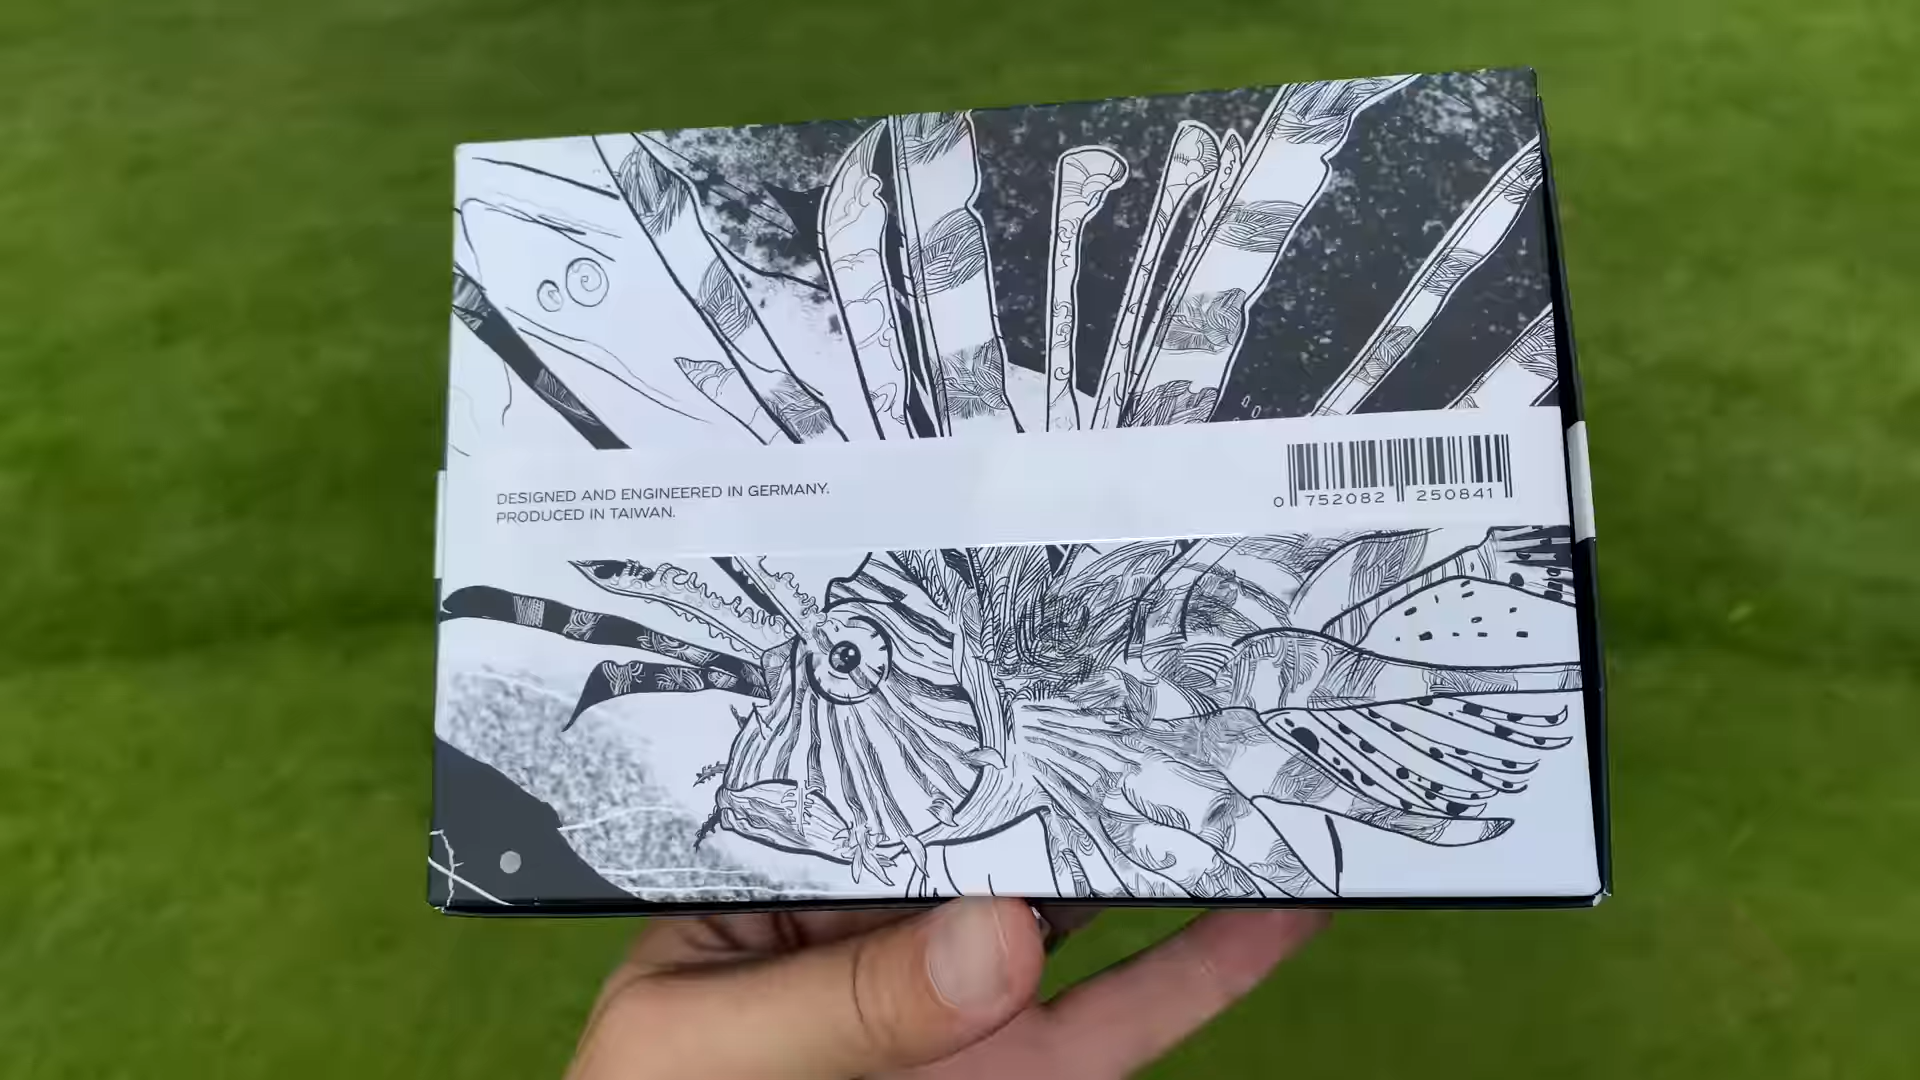 DESIGNED AND ENGINEERED IN GERMANY.
PRODUCED IN TAIWAN.
0 752082 250841